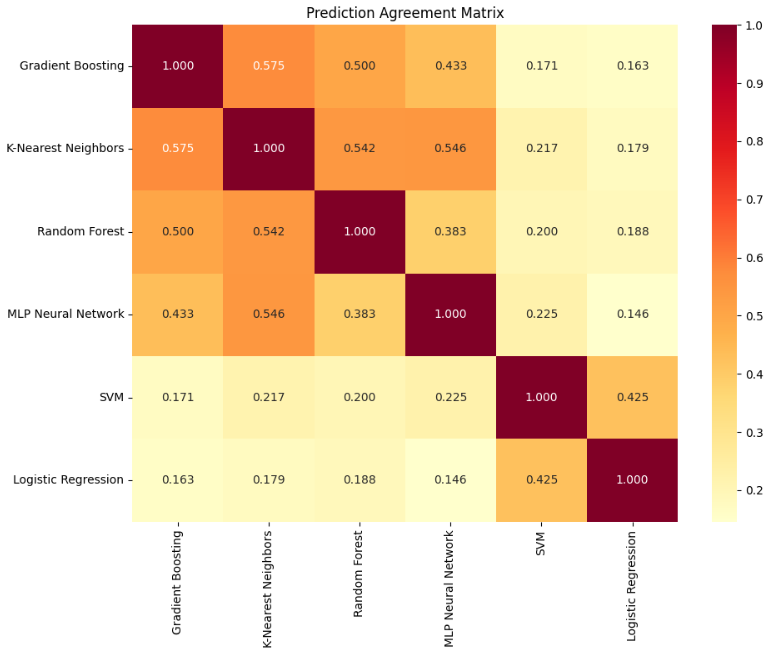 Prediction Agreement Matrix
Gradient Boosting 1.000 0.575 0.500 0.433 0.171 0.163
K-Nearest Neighbors 0.575 1.000 0.542 0.546 0.217 0.179
Random Forest 0.500 0.542 1.000 0.383 0.200 0.188
MLP Neural Network 0.433 0.546 0.383 1.000 0.225 0.146
SVM 0.171 0.217 0.200 0.225 1.000 0.425
Logistic Regression 0.163 0.179 0.188 0.146 0.425 1.000
Gradient Boosting
K-Nearest Neighbors
Random Forest
MLP Neural Network
SVM
Logistic Regression
1.0
0.9
0.8
0.7
0.6
0.5
0.4
0.3
0.2